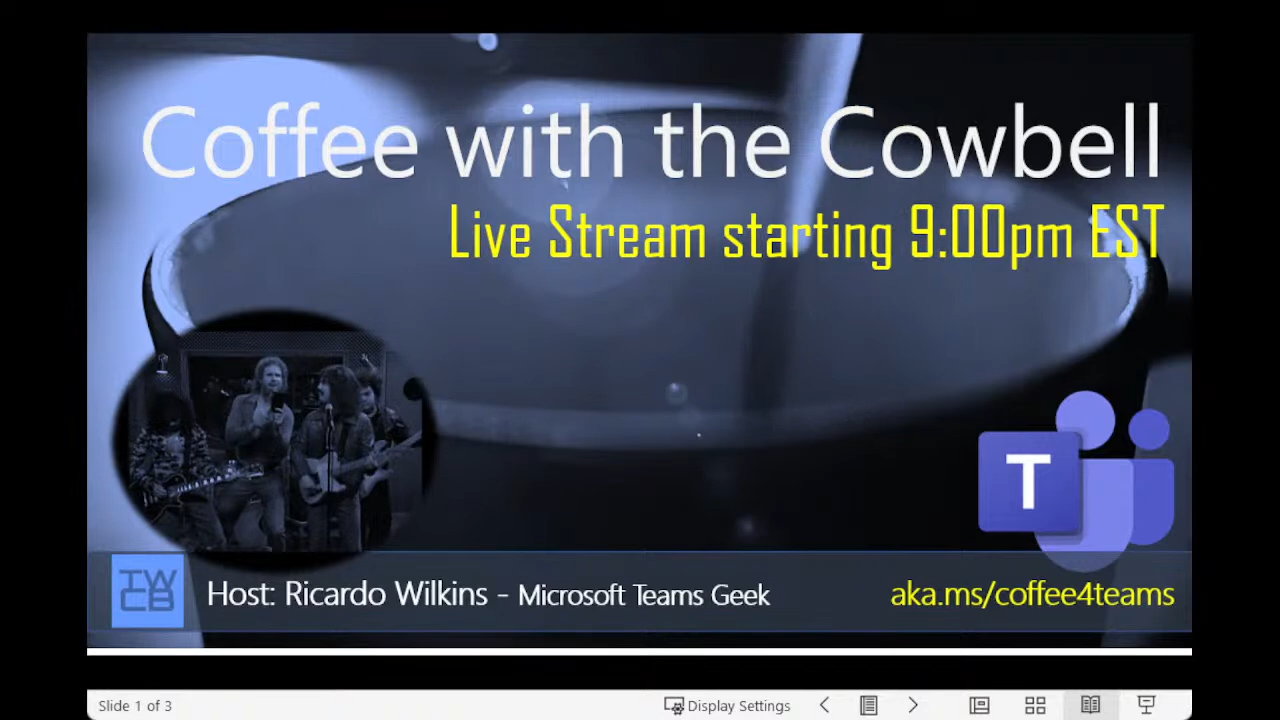 Coffee with the Cowbell
Live Stream starting 9:00pm EST
T
TW
CB
Host: Ricardo Wilkins - Microsoft Teams Geek
aka.ms/coffee4teams
Slide 1 of 3
Display Settings